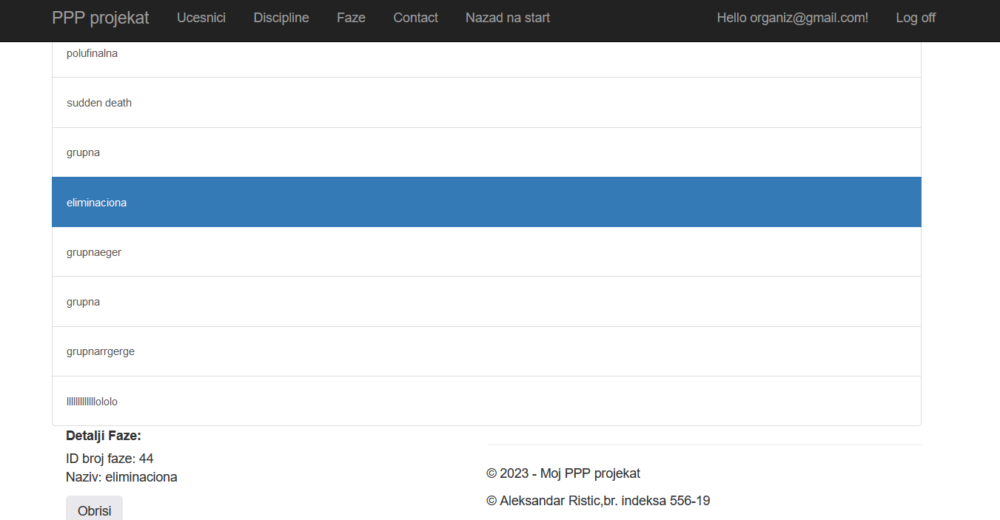 PPP projekat Ucesnici Discipline Faze Contact Nazad na start Hello organiz@gmail.com! Log off
polufinalna
sudden death
grupna
eliminaciona
grupnaeger
grupna
grupnarrgerge
Detalji Faze:
ID broj faze: 44
Naziv: eliminaciona
Obrisi
© 2023 - Moj PPP projekat
© Aleksandar Ristic,br. indeksa 556-19